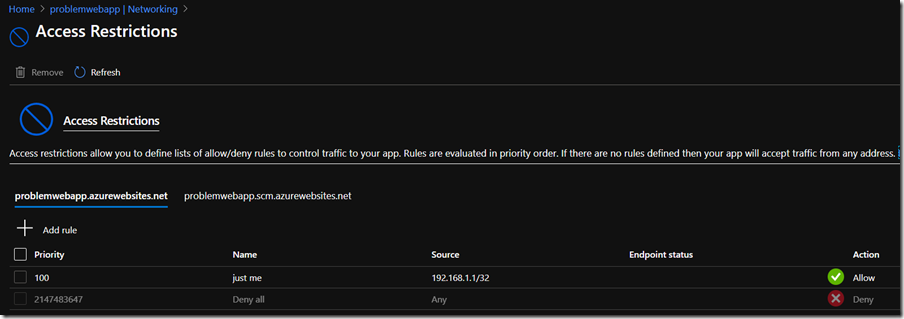 Home > problemwebapp | Networking >
Access Restrictions
Remove Refresh
Access Restrictions
Access restrictions allow you to define lists of allow/deny rules to control traffic to your app. Rules are evaluated in priority order. If there are no rules defined then your app will accept traffic from any address.
problemwebapp.azurewebsites.net problemwebapp.scm.azurewebsites.net
+ Add rule
Priority Name Source Endpoint status Action
100 just me 192.168.1.1/32 Allow
2147483647 Deny all Any Deny